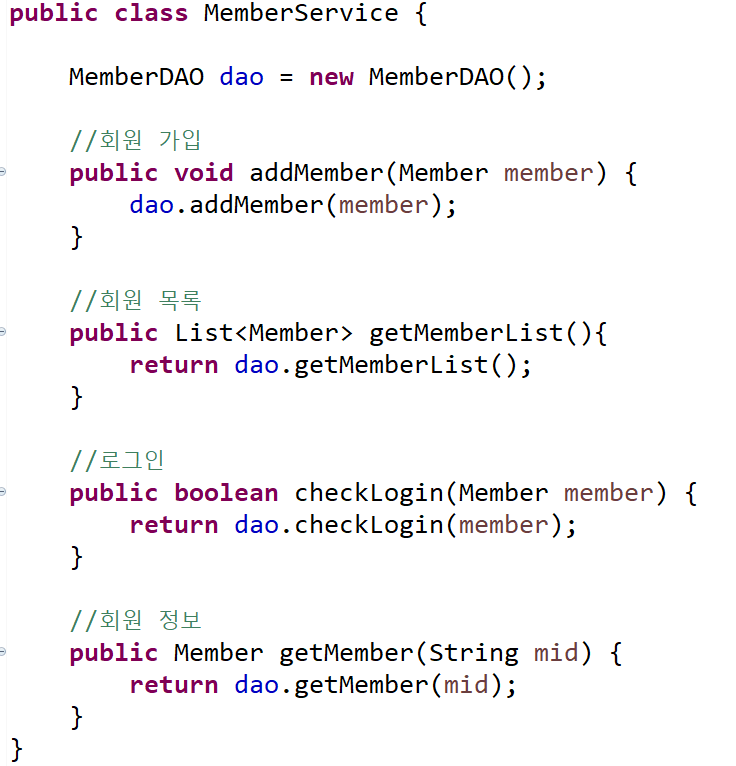 public class MemberService {
MemberDAO dao = new MemberDAO();
//회원 가입
public void addMember(Member member) {
dao.addMember(member);
}
//회원 목록
public List<Member> getMemberList(){
return dao.getMemberList();
}
//로그인
public boolean checkLogin(Member member) {
return dao.checkLogin(member);
}
//회원 정보
public Member getMember(String mid) {
return dao.getMember(mid);
}
}